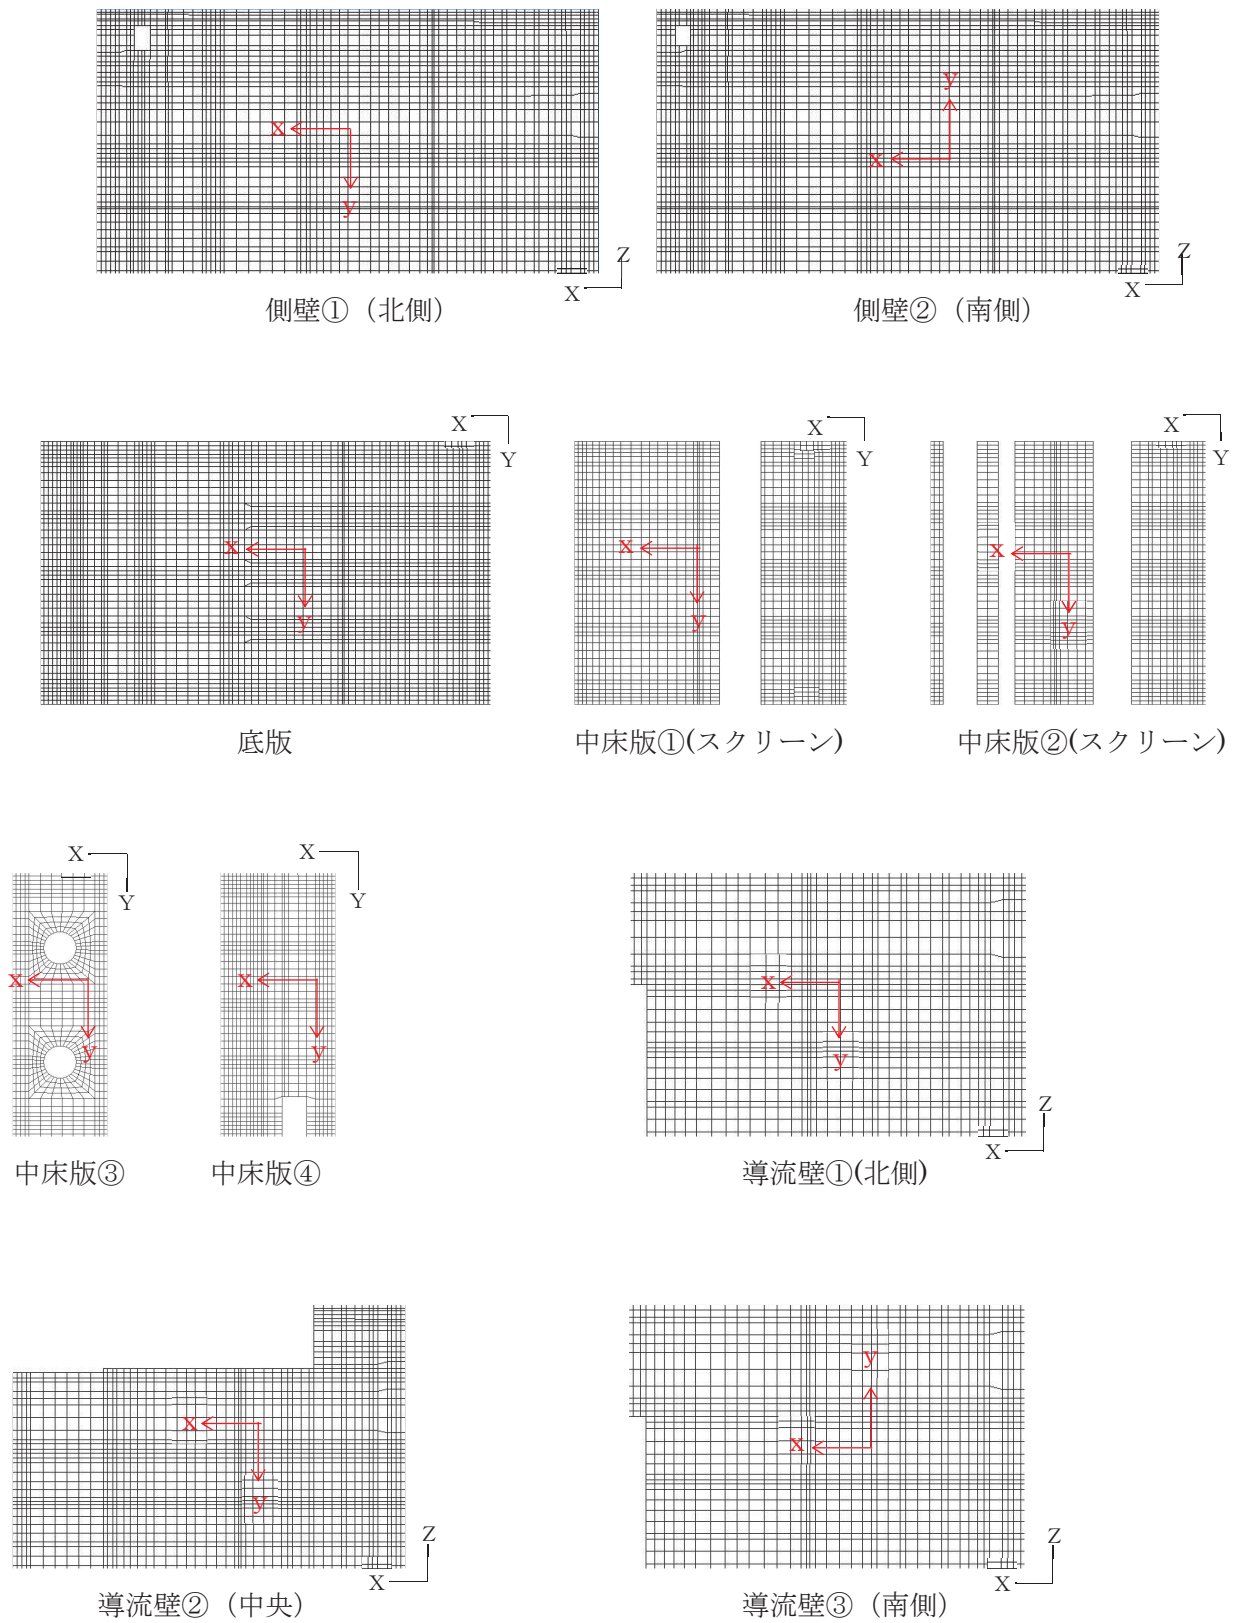 y
x
x
y
Z
X
Z
X
側壁①（北側）
側壁②（南側）
X
Y
X
Y
X
Y
x
y
x
y
x
y
底版
中床版①(スクリーン)
中床版②(スクリーン)
X
Y
X
Y
x
y
x
y
x
y
Z
X
中床版③
中床版④
導流壁①(北側)
x
y
y
x
Z
X
Z
X
導流壁②（中央）
導流壁③（南側）